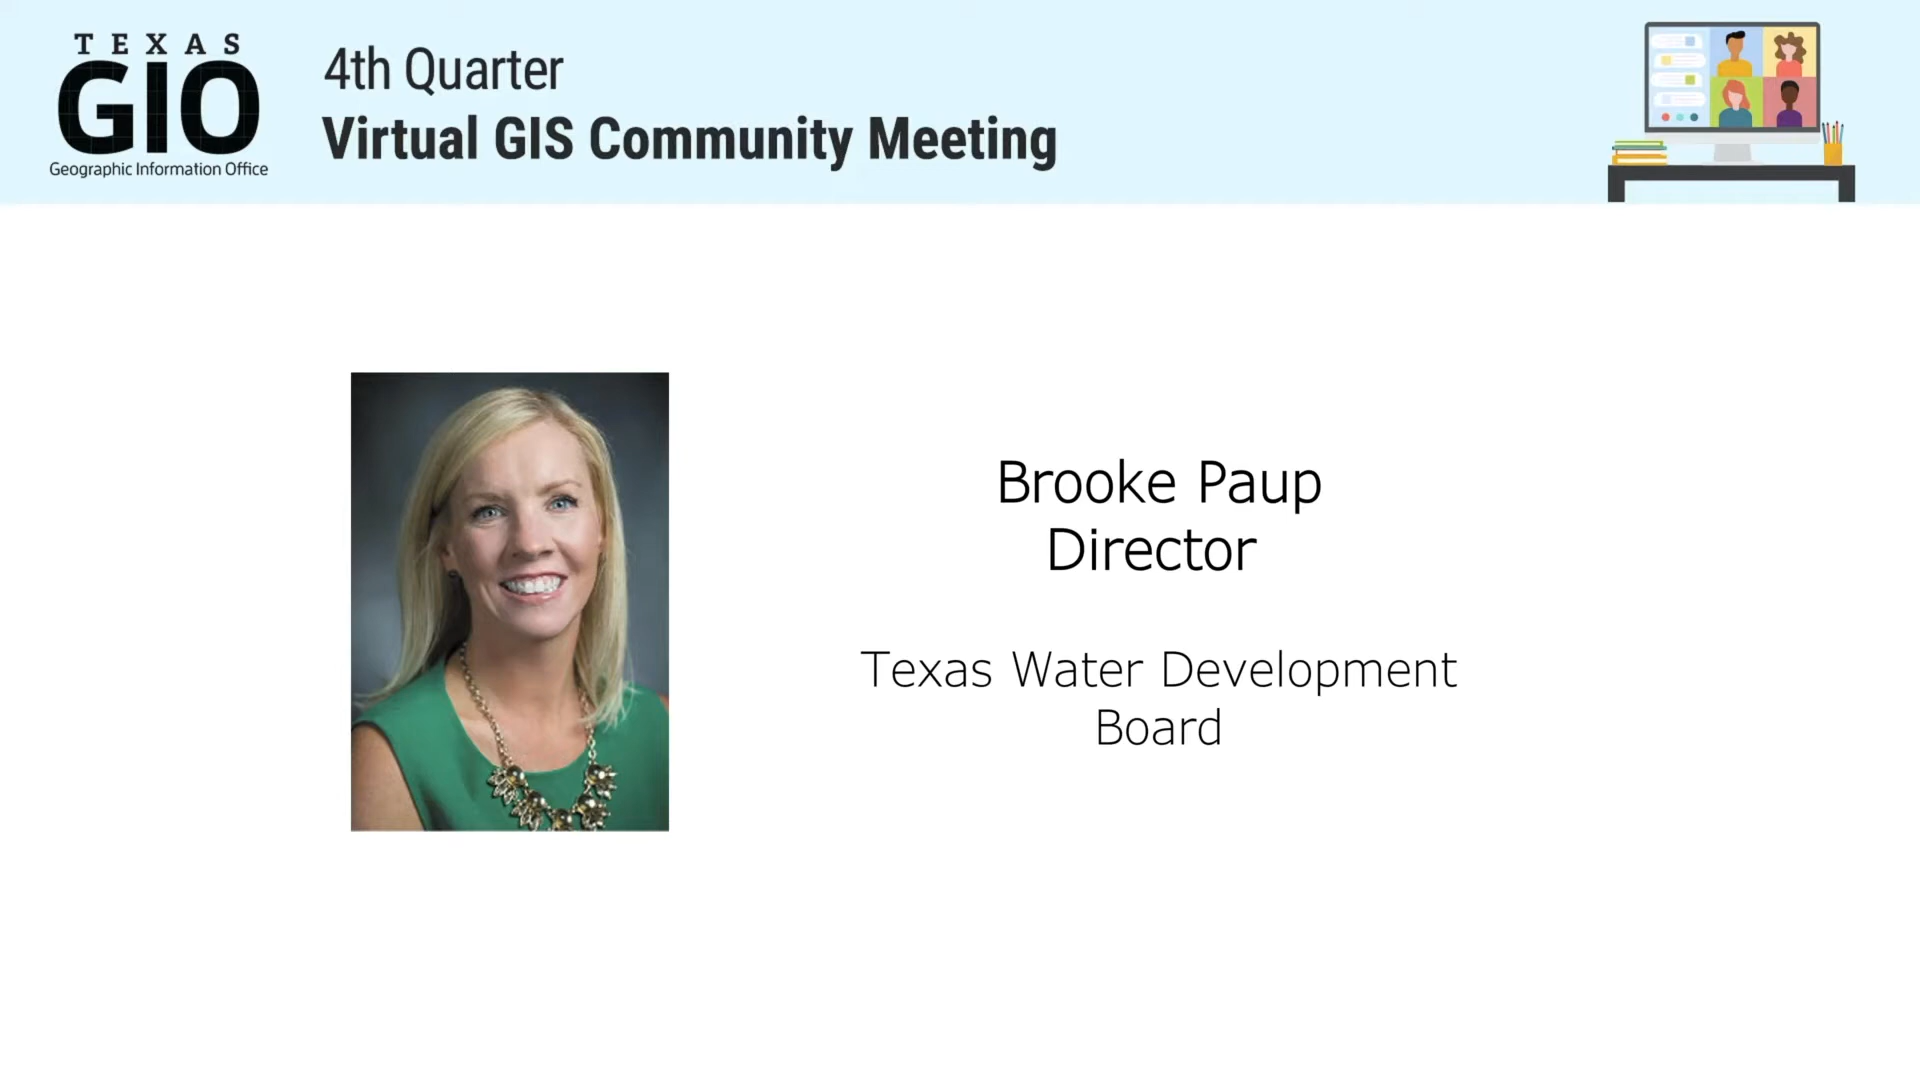 TEXAS
GIO
Geographic Information Office
4th Quarter
Virtual GIS Community Meeting
Brooke Paup
Director
Texas Water Development
Board